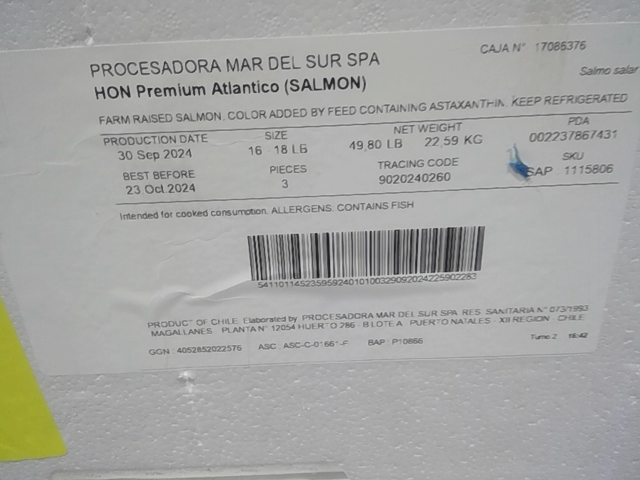 PROCESADORA MAR DEL SUR SPA
CAJA N° 17085376
HON Premium Atlantico (SALMON)
Salmo salar
FARM RAISED SALMON. COLOR ADDED BY FEED CONTAINING ASTAXANTHIN. KEEP REFRIGERATED
PRODUCTION DATE SIZE NET WEIGHT PDA
30 Sep 2024 16 18 LB 49,80 LB 22,59 KG 002237867431
BEST BEFORE PIECES TRACING CODE SKU
23 Oct 2024 3 9020240260 SAP 1115806
Intended for cooked consumption. ALLERGENS: CONTAINS FISH
PRODUCT OF CHILE. Elaborated by PROCESADORA MAR DEL SUR SPA RES. SANITARIA N° 073/1993
MAGALLANES PLANTA N° 12054 HUERTO 286 - B LOTE A PUERTO NATALES - XII REGION - CHILE
GGN : 4052852022576 ASC : BAP : P10866 Turno: 2 16:42